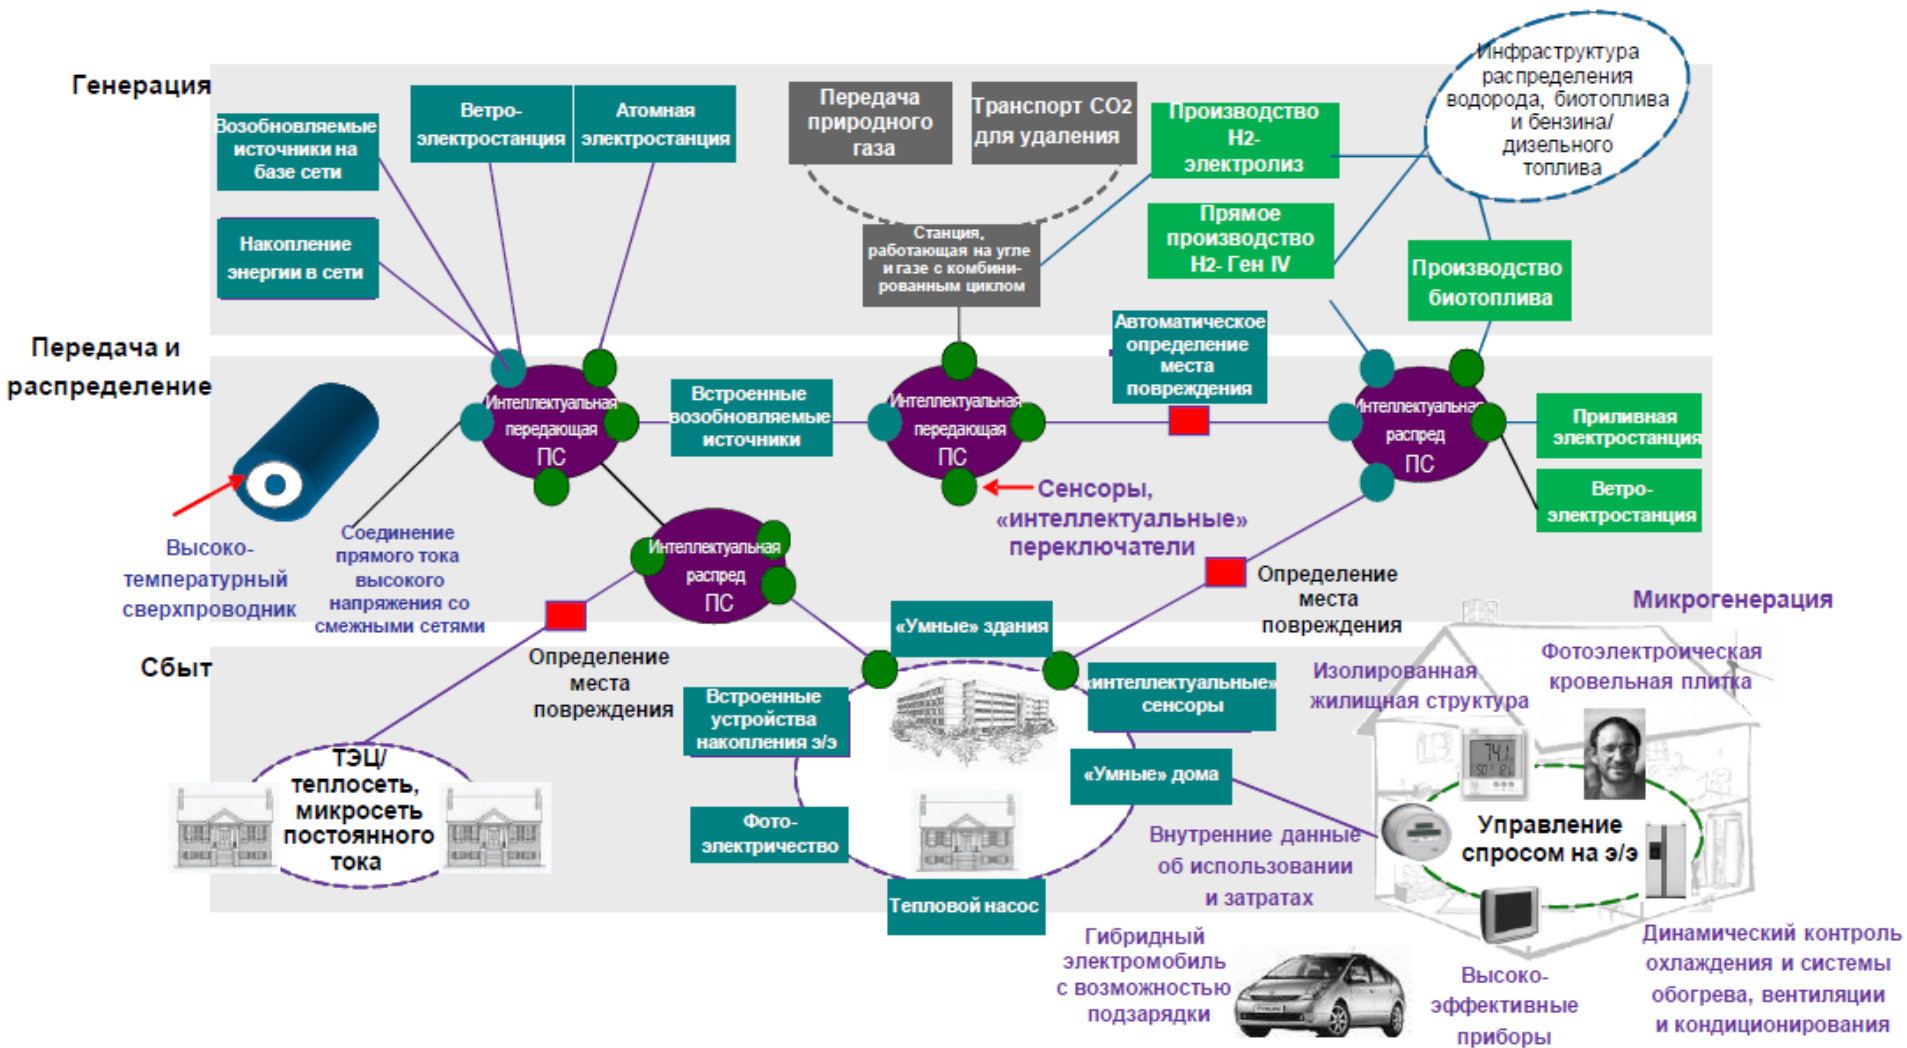 Генерация
Возобновляемые
источники на
базе сети
Накопление
энергии в сети
Ветро-
электростанция
Атомная
электростанция
Передача
природного
газа
Транспорт СО2
для удаления
Станция,
работающая на угле
и газе с комбини-
рованным циклом
Производство
Н2-
электролиз
Прямое
производство
Н2- Ген IV
Инфраструктура
распределения
водорода, биотоплива
и бензина/
дизельного
топлива
Производство
биотоплива
Передача и
распределение
Высоко-
температурный
сверхпроводник
Соединение
прямого тока
высокого
напряжения со
смежными сетями
Интеллектуальная
передающая
ПС
Встроенные
возобновляемые
источники
Интеллектуальная
передающая
ПС
Автоматическое
определение
места
повреждения
Интеллектуальная
распред
ПС
Приливная
электростанция
Ветро-
электростанция
Сенсоры,
«интеллектуальные»
переключатели
Интеллектуальная
распред
ПС
Определение
места
повреждения
Определение
места
повреждения
Сбыт
ТЭЦ/
теплосеть,
микросеть
постоянного
тока
«Умные» здания
Встроенные
устройства
накопления э/э
«интеллектуальные»
сенсоры
«Умные» дома
Фото-
электричество
Тепловой насос
Микрогенерация
Изолированная
жилищная структура
Фотоэлектроическая
кровельная плитка
74.1
Управление
спросом на э/э
Внутренние данные
об использовании
и затратах
Гибридный
электромобиль
с возможностью
подзарядки
Высоко-
эффективные
приборы
Динамический контроль
охлаждения и системы
обогрева, вентиляции
и кондиционирования